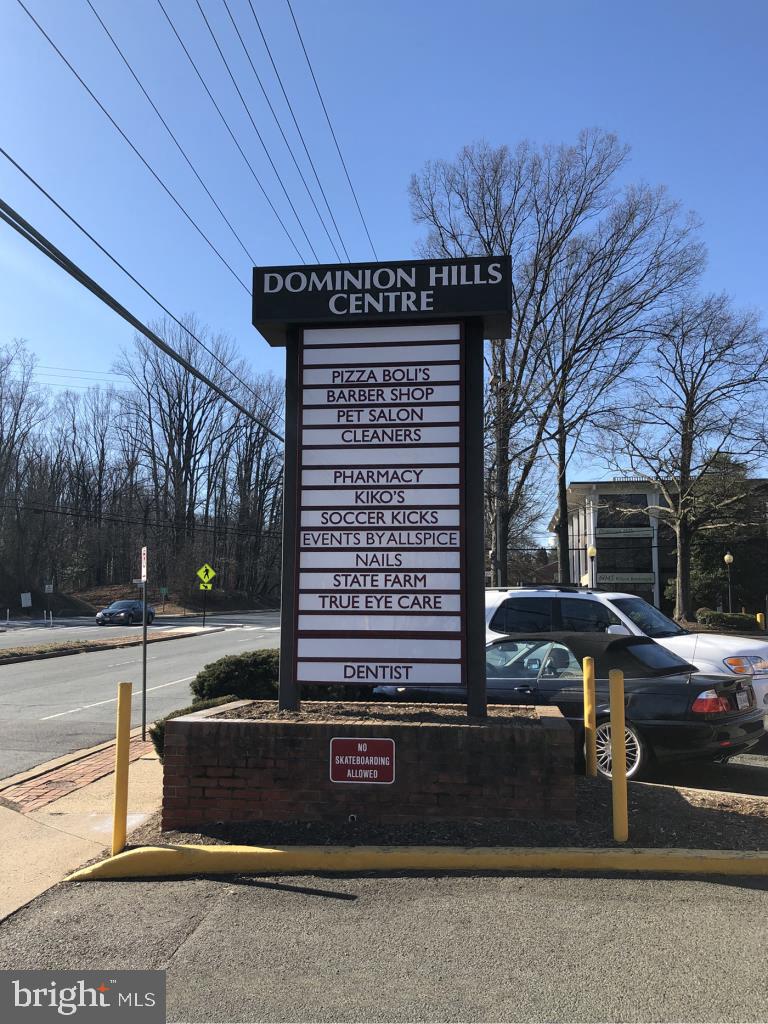 DOMINION HILLS
CENTRE
PIZZA BOLI'S
BARBER SHOP
PET SALON
CLEANERS
PHARMACY
KIKO'S
SOCCER KICKS
EVENTS BY ALLSPICE
NAILS
STATE FARM
TRUE EYE CARE
DENTIST
NO
SKATEBOARDING
ALLOWED
bright™ MLS